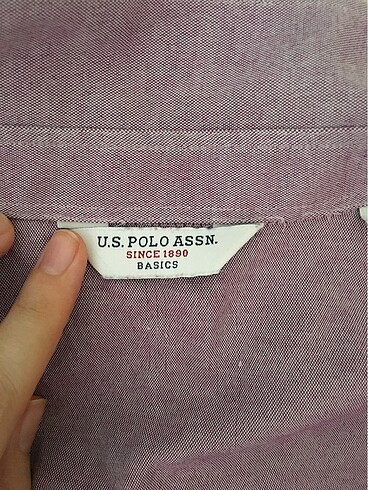 U.S. POLO ASSN.
SINCE 1890
BASICS